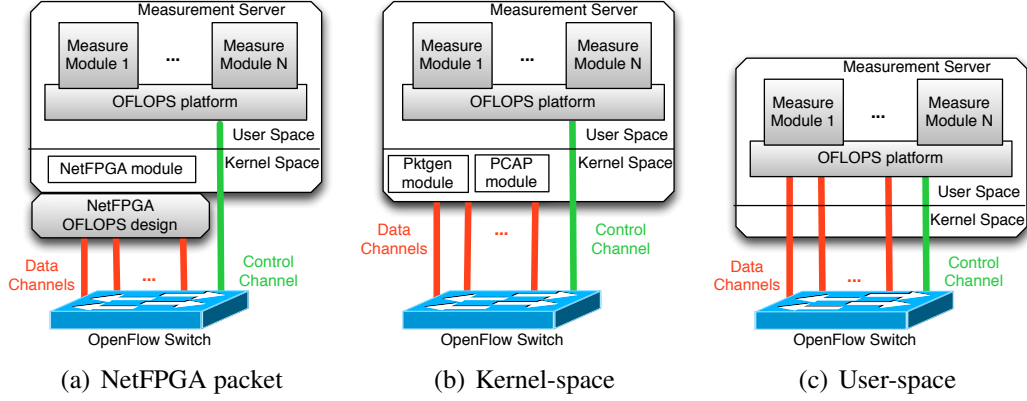 Measurement Server
Measure
Module 1
...
Measure
Module N
OFLOPS platform
User Space
Kernel Space
NetFPGA module
NetFPGA
OFLOPS design
Data
Channels
...
Control
Channel
OpenFlow Switch
(a) NetFPGA packet
Measurement Server
Measure
Module 1
...
Measure
Module N
OFLOPS platform
User Space
Kernel Space
Pktgen
module
PCAP
module
Data
Channels
...
Control
Channel
OpenFlow Switch
(b) Kernel-space
Measurement Server
Measure
Module 1
...
Measure
Module N
OFLOPS platform
User Space
Kernel Space
Data
Channels
...
Control
Channel
OpenFlow Switch
(c) User-space